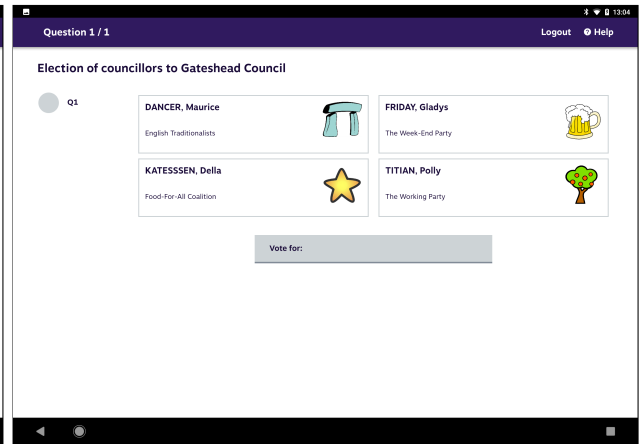 13:04
Question 1 / 1
Logout
Help
Election of councillors to Gateshead Council
Q1
DANCER, Maurice
English Traditionalists
FRIDAY, Gladys
The Week-End Party
KATESSSEN, Della
Food-For-All Coalition
TITIAN, Polly
The Working Party
Vote for: